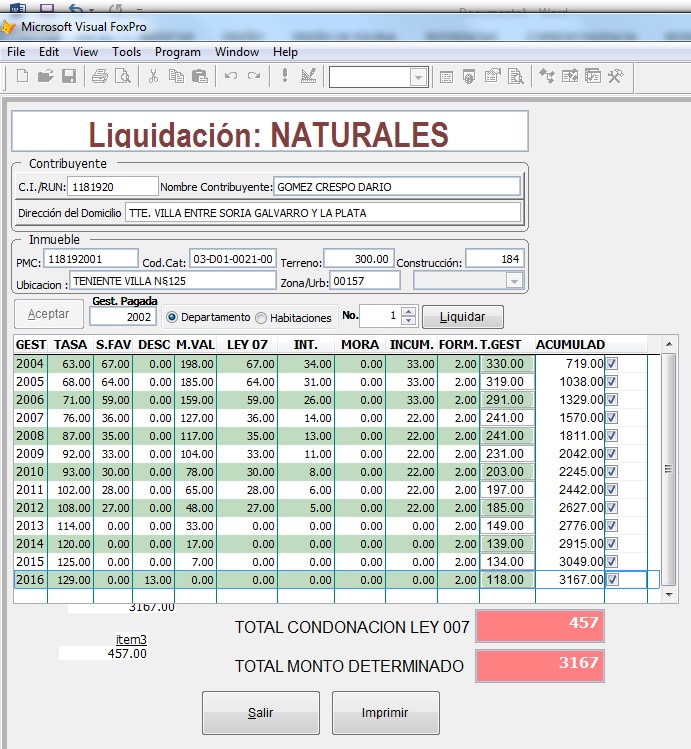 Microsoft Visual FoxPro
File Edit View Tools Program Window Help
Liquidación: NATURALES
Contribuyente
C.I./RUN: 1181920 Nombre Contribuyente: GOMEZ CRESPO DARIO
Dirección del Domicilio TTE. VILLA ENTRE SORIA GALVARRO Y LA PLATA
Inmueble
PMC: 118192001 Cod.Cat: 03-D01-0021-00 Terreno: 300.00 Construcción: 184
Ubicacion : TENIENTE VILLA N§125 Zona/Urb: 00157
Aceptar Gest. Pagada 2002 Departamento Habitaciones No. 1 Liquidar
GEST TASA S.FAV DESC M.VAL LEY 07 INT. MORA INCUM. FORM. T.GEST ACUMULAD
2004 63.00 67.00 0.00 198.00 67.00 34.00 0.00 33.00 2.00 330.00 719.00
2005 68.00 64.00 0.00 185.00 64.00 31.00 0.00 33.00 2.00 319.00 1038.00
2006 71.00 59.00 0.00 159.00 59.00 26.00 0.00 33.00 2.00 291.00 1329.00
2007 76.00 36.00 0.00 127.00 36.00 14.00 0.00 22.00 2.00 241.00 1570.00
2008 87.00 35.00 0.00 117.00 35.00 13.00 0.00 22.00 2.00 241.00 1811.00
2009 92.00 33.00 0.00 104.00 33.00 11.00 0.00 22.00 2.00 231.00 2042.00
2010 93.00 30.00 0.00 78.00 30.00 8.00 0.00 22.00 2.00 203.00 2245.00
2011 102.00 28.00 0.00 65.00 28.00 6.00 0.00 22.00 2.00 197.00 2442.00
2012 108.00 27.00 0.00 48.00 27.00 5.00 0.00 22.00 2.00 185.00 2627.00
2013 114.00 0.00 0.00 33.00 0.00 0.00 0.00 0.00 2.00 149.00 2776.00
2014 120.00 0.00 0.00 17.00 0.00 0.00 0.00 0.00 2.00 139.00 2915.00
2015 125.00 0.00 0.00 7.00 0.00 0.00 0.00 0.00 2.00 134.00 3049.00
2016 129.00 0.00 13.00 0.00 0.00 0.00 0.00 0.00 2.00 118.00 3167.00
3167.00
TOTAL CONDONACION LEY 007 457
item3
457.00
TOTAL MONTO DETERMINADO 3167
Salir Imprimir